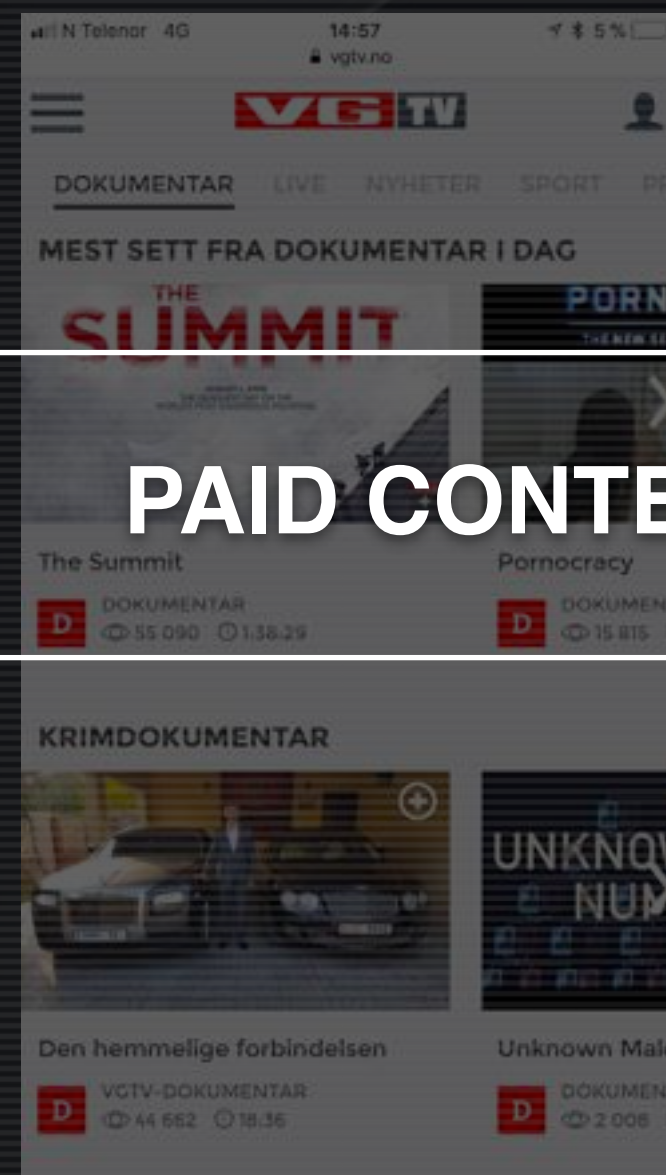 N Telenor 4G 14:57 5 %
vgtv.no
VG TV
DOKUMENTAR LIVE NYHETER SPORT
MEST SETT FRA DOKUMENTAR I DAG
THE
SUMMIT
PORN
PAID CONTE
The Summit Pornocracy
D DOKUMENTAR D DOKUMEN
55 090 1:38:29 15 815
KRIMDOKUMENTAR
UNKNOW
NUM
Den hemmelige forbindelsen Unknown Male
D VGTV-DOKUMENTAR D DOKUMEN
44 662 18:36 2 006